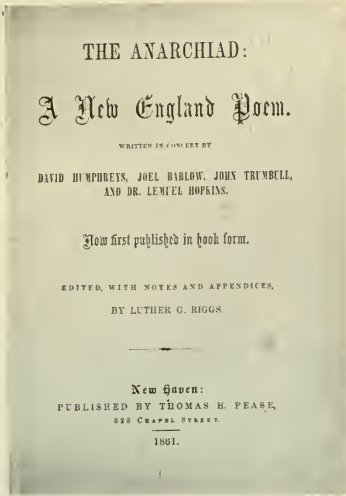 THE ANARCHIAD:
A New England Poem.
WRITTEN IN CONCERT BY
DAVID HUMPHREYS, JOEL BARLOW, JOHN TRUMBULL,
AND DR. LEMUEL HOPKINS.
Now first published in book form.
EDITED, WITH NOTES AND APPENDICES,
BY LUTHER G. RIGGS.
New Haven:
PUBLISHED BY THOMAS H. PEASE,
323 CHAPEL STREET.
1861.